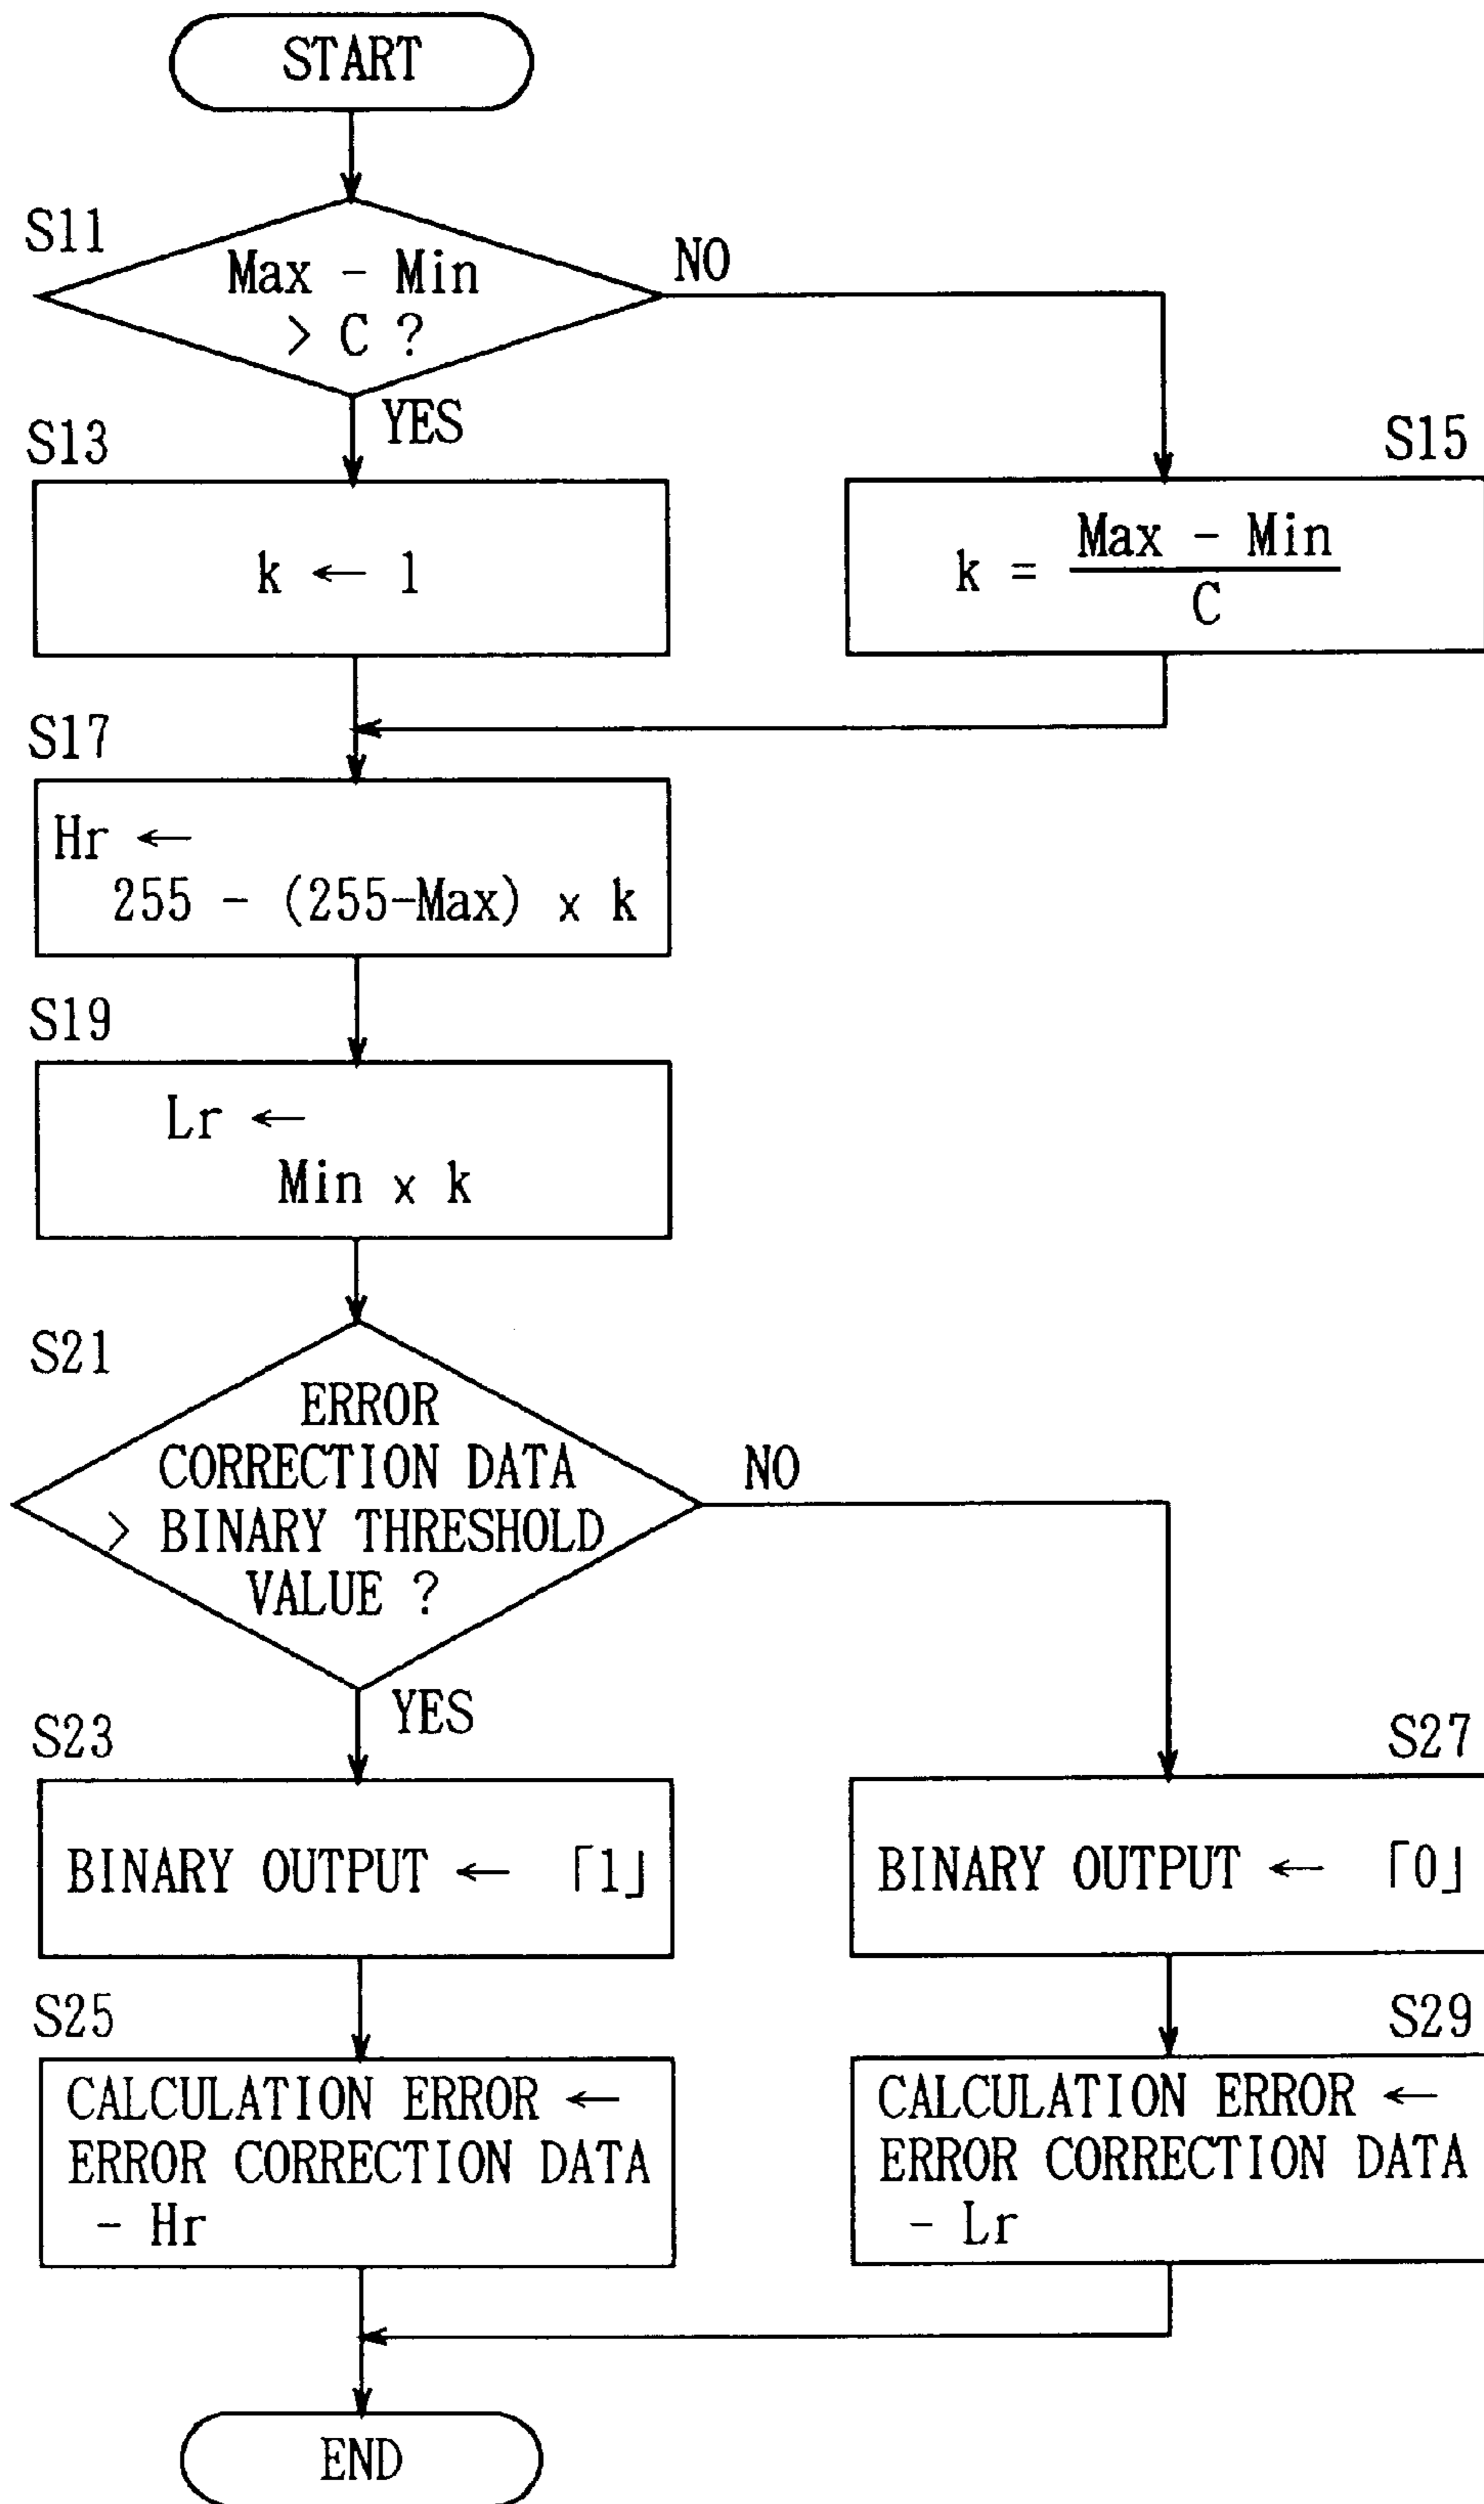 START
S11
Max - Min
> C ?
NO
YES
S13
k ← 1
S15
k = Max - Min
C
S17
Hr ←
255 - (255-Max) x k
S19
Lr ←
Min x k
S21
ERROR
CORRECTION DATA
> BINARY THRESHOLD
VALUE ?
NO
YES
S23
BINARY OUTPUT ← 「1」
S27
BINARY OUTPUT ← 「0」
S25
CALCULATION ERROR ←
ERROR CORRECTION DATA
- Hr
S29
CALCULATION ERROR ←
ERROR CORRECTION DATA
- Lr
END